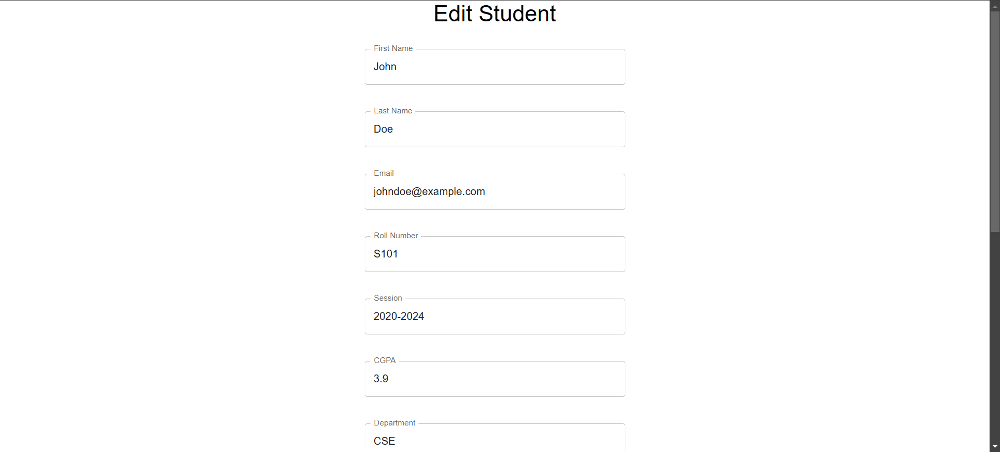 Edit Student
First Name
John
Last Name
Doe
Email
johndoe@example.com
Roll Number
S101
Session
2020-2024
CGPA
3.9
Department
CSE